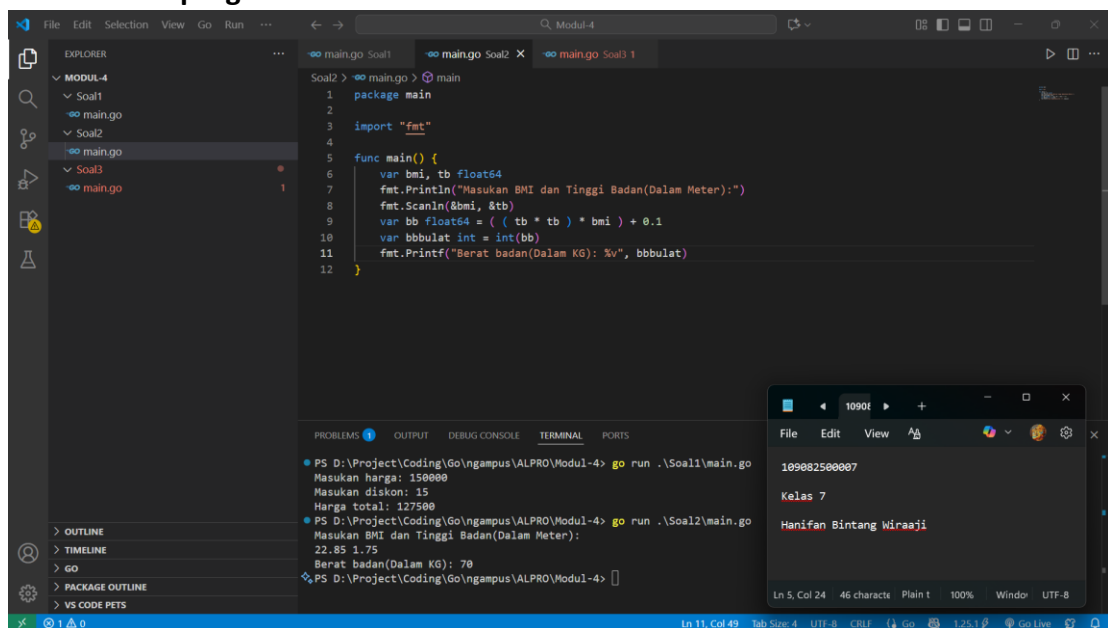 File Edit Selection View Go Run ...
Modul-4
EXPLORER
MODUL-4
Soal1
main.go
Soal2
main.go
Soal3
main.go 1
OUTLINE
TIMELINE
GO
PACKAGE OUTLINE
VS CODE PETS
main.go Soal1
main.go Soal2
main.go Soal3 1
Soal2 > main.go > main
1 package main
2
3 import "fmt"
4
5 func main() {
6 var bmi, tb float64
7 fmt.Println("Masukan BMI dan Tinggi Badan(Dalam Meter):")
8 fmt.Scanln(&bmi, &tb)
9 var bb float64 = ( ( tb * tb ) * bmi ) + 0.1
10 var bbbulat int = int(bb)
11 fmt.Printf("Berat badan(Dalam KG): %v", bbbulat)
12 }
PROBLEMS 1 OUTPUT DEBUG CONSOLE TERMINAL PORTS
PS D:\Project\Coding\Go\ngampus\ALPRO\Modul-4> go run .\Soal1\main.go
Masukan harga: 150000
Masukan diskon: 15
Harga total: 127500
PS D:\Project\Coding\Go\ngampus\ALPRO\Modul-4> go run .\Soal2\main.go
Masukan BMI dan Tinggi Badan(Dalam Meter):
22.85 1.75
Berat badan(Dalam KG): 70
PS D:\Project\Coding\Go\ngampus\ALPRO\Modul-4>
File Edit View
109082500007
Kelas 7
Hanifan Bintang Wiraaji
Ln 5, Col 24 46 characte Plain t 100% Windo UTF-8
1 0 Ln 11, Col 49 Tab Size: 4 UTF-8 CRLF Go 1.25.1 Go Live